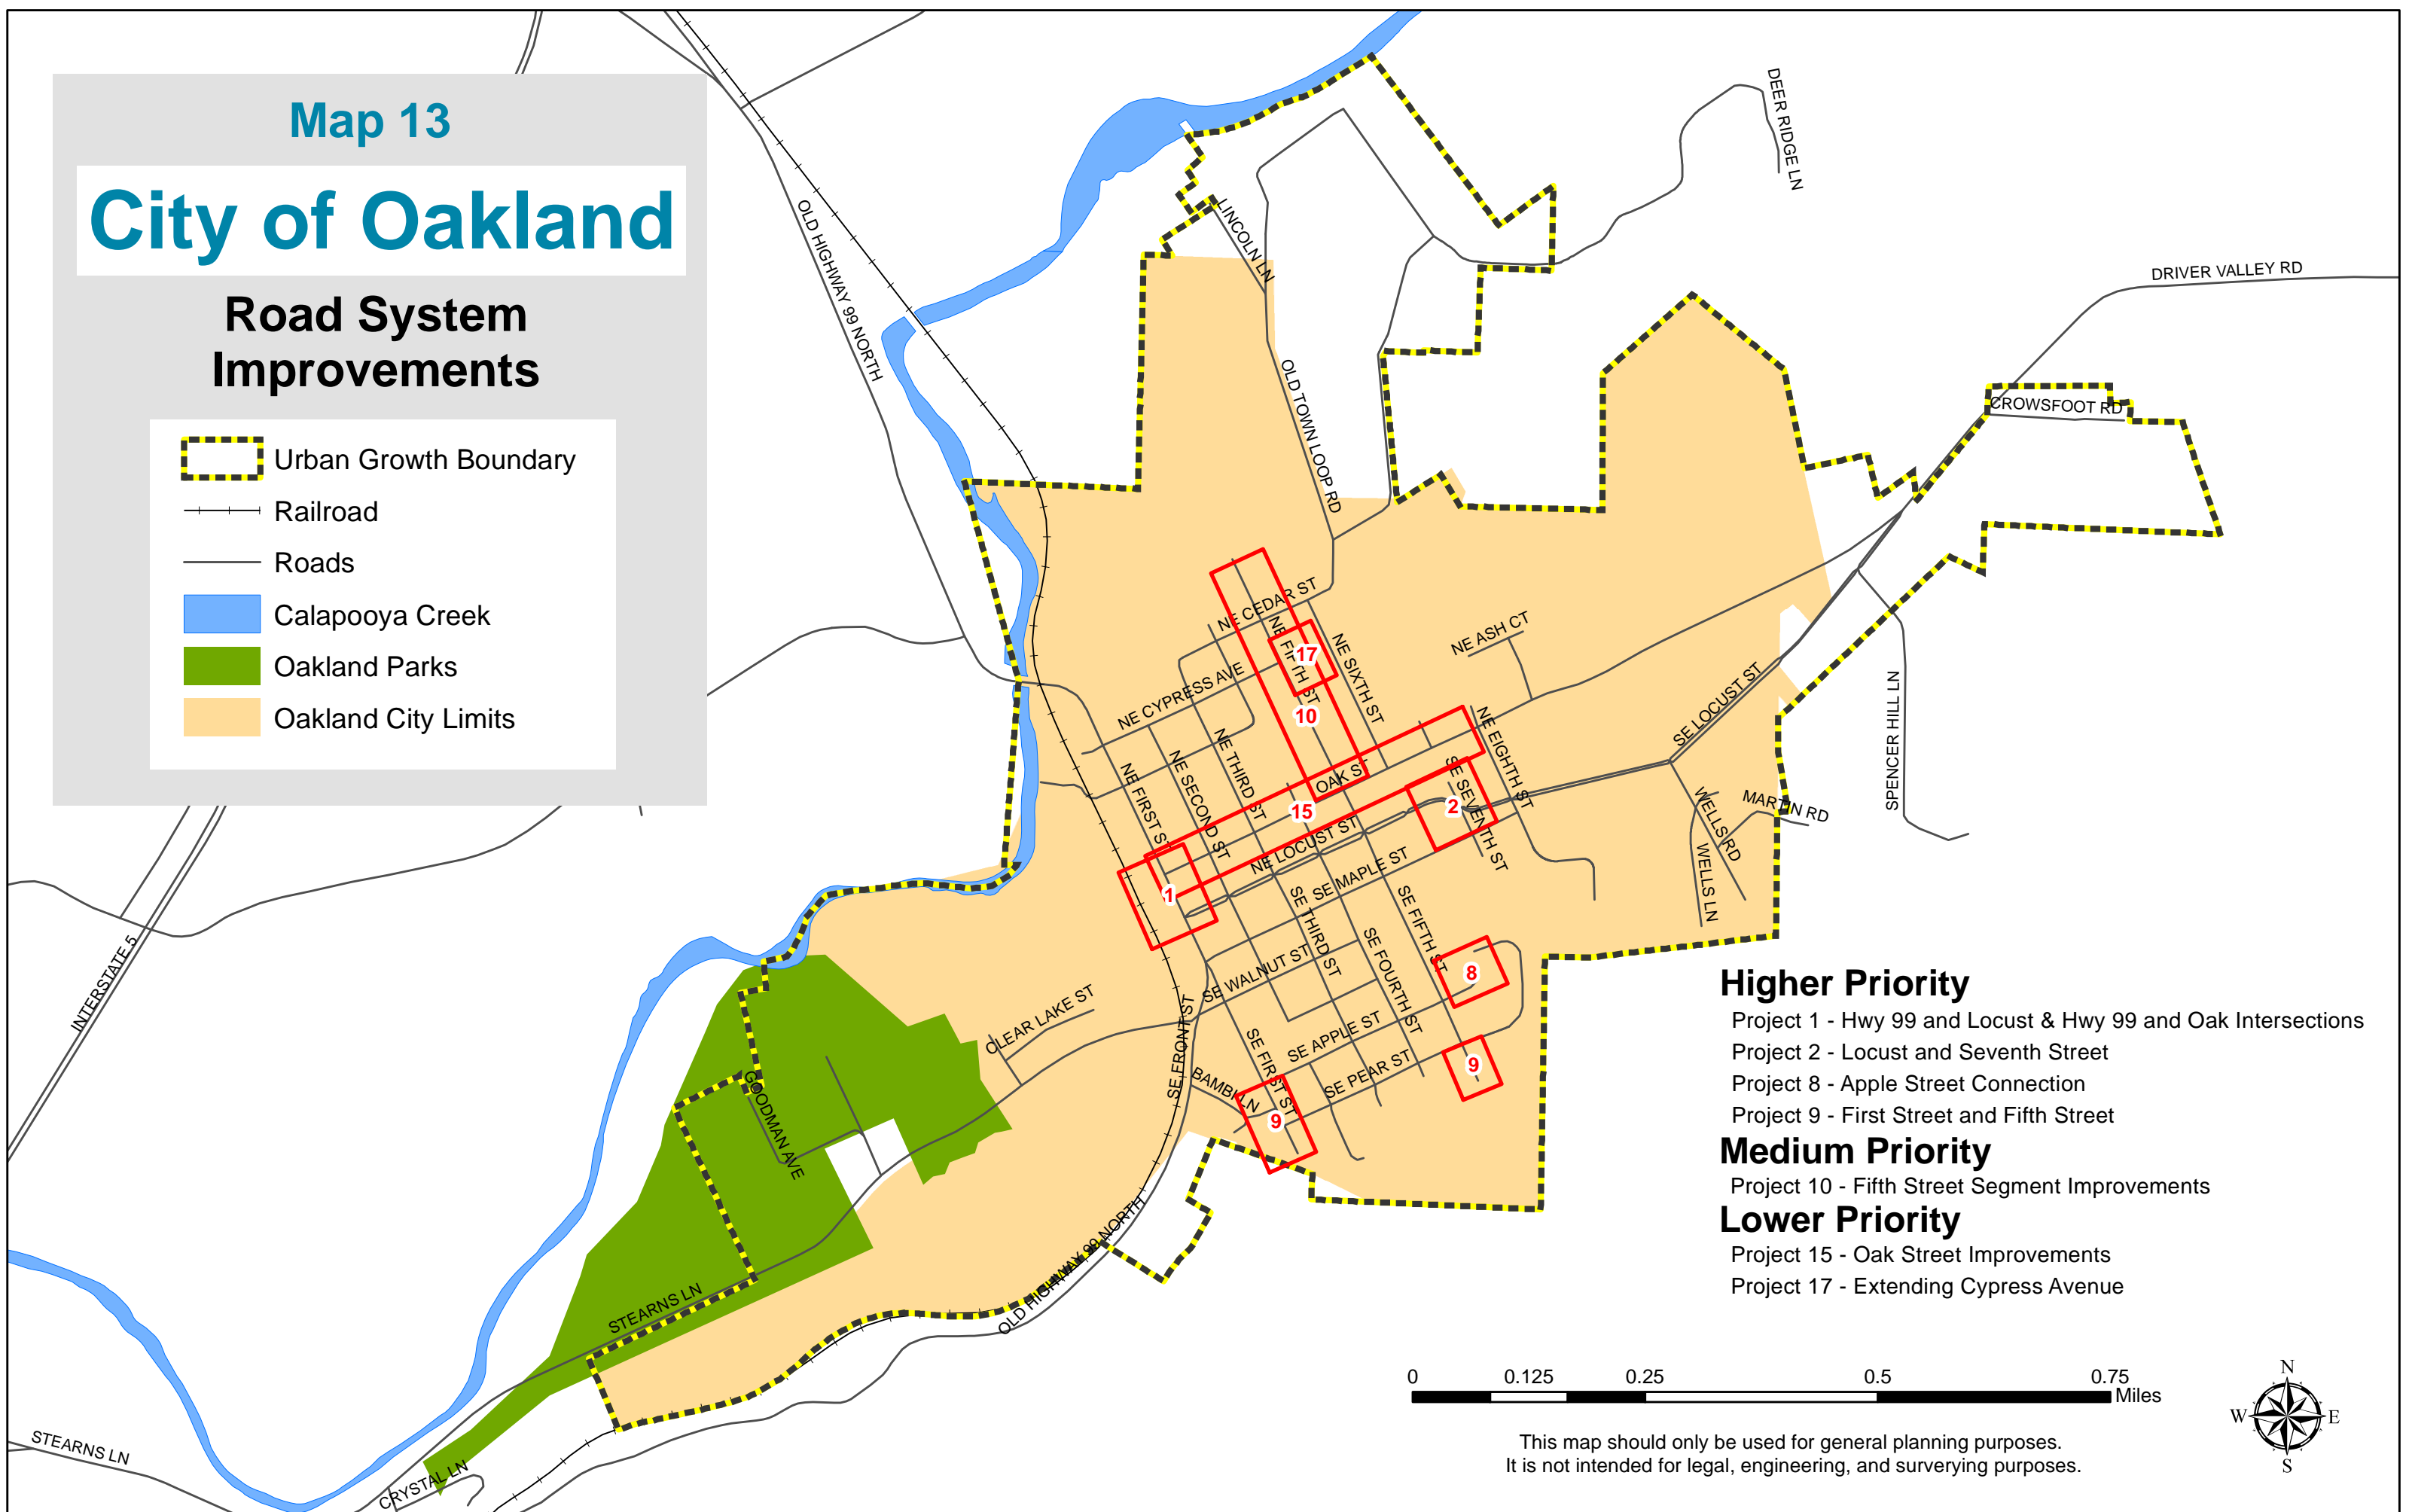 Map 13
City of Oakland
Road System
Improvements
Urban Growth Boundary
Railroad
Roads
Calapooya Creek
Oakland Parks
Oakland City Limits
DEER RIDGE LN
OLD HIGHWAY 99 NORTH
LINCOLN LN
DRIVER VALLEY RD
CROWSFOOT RD
OLD TOWN LOOP RD
NE CEDAR ST
NE FIFTH ST
17
NE SIXTH ST
NE ASH CT
NE CYPRESS AVE
10
SE LOCUST ST
SPENCER HILL LN
NE EIGHTH ST
NE THIRD ST
NE SECOND ST
NE FIRST ST
OAK ST
15
SE SEVENTH ST
2
WELLS RD
MARTIN RD
WELLS LN
NE LOCUST ST
SE MAPLE ST
1
SE THIRD ST
SE FIFTH ST
SE FOURTH ST
SE WALNUT ST
8
INTERSTATE 5
CLEAR LAKE ST
SE FRONT ST
SE FIRST ST
SE APPLE ST
SE PEAR ST
9
BAMBI LN
9
GOODMAN AVE
OLD HIGHWAY 99 NORTH
STEARNS LN
STEARNS LN
CRYSTAL LN
Higher Priority
Project 1 - Hwy 99 and Locust & Hwy 99 and Oak Intersections
Project 2 - Locust and Seventh Street
Project 8 - Apple Street Connection
Project 9 - First Street and Fifth Street
Medium Priority
Project 10 - Fifth Street Segment Improvements
Lower Priority
Project 15 - Oak Street Improvements
Project 17 - Extending Cypress Avenue
0 0.125 0.25 0.5 0.75
Miles
N
W E
S
This map should only be used for general planning purposes.
It is not intended for legal, engineering, and surverying purposes.